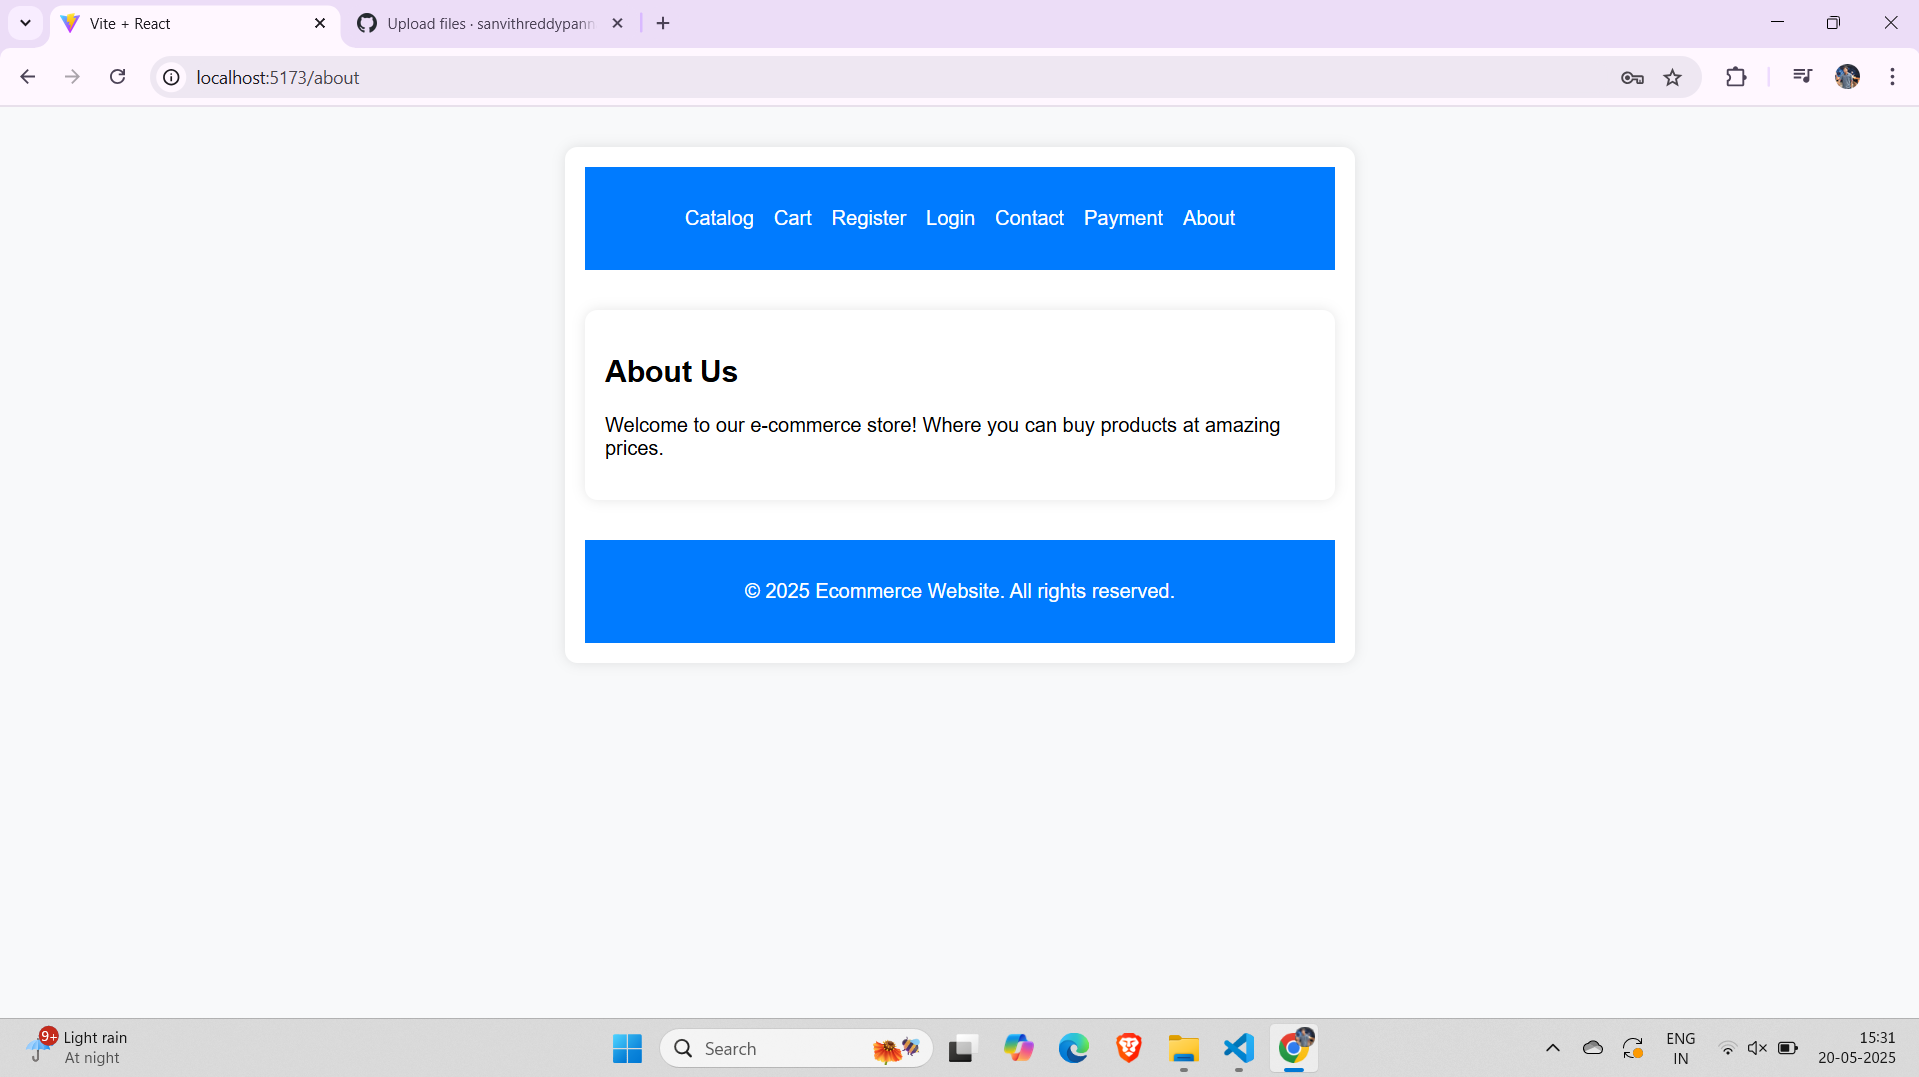 Vite + React
Upload files · sanvithreddypann
localhost:5173/about
Catalog Cart Register Login Contact Payment About
About Us
Welcome to our e-commerce store! Where you can buy products at amazing
prices.
© 2025 Ecommerce Website. All rights reserved.
9+
Light rain
At night
Search
ENG
IN
15:31
20-05-2025